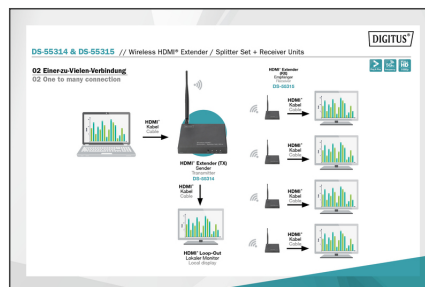 DIGITUS®
DS-55314 & DS-55315 // Wireless HDMI® Extender / Splitter Set + Receiver Units
02 Einer-zu-Vielen-Verbindung
02 One to many connection
HDMI®
Kabel
Cable
HDMI® Extender (TX)
Sender
Transmitter
DS-55314
HDMI®
Kabel
Cable
HDMI® Loop-Out
Lokaler Monitor
Local display
HDMI® Extender
(RX)
Empfänger
Receiver
DS-55315
HDMI®
Kabel
Cable
HDMI®
Kabel
Cable
HDMI®
Kabel
Cable
HDMI®
Kabel
Cable